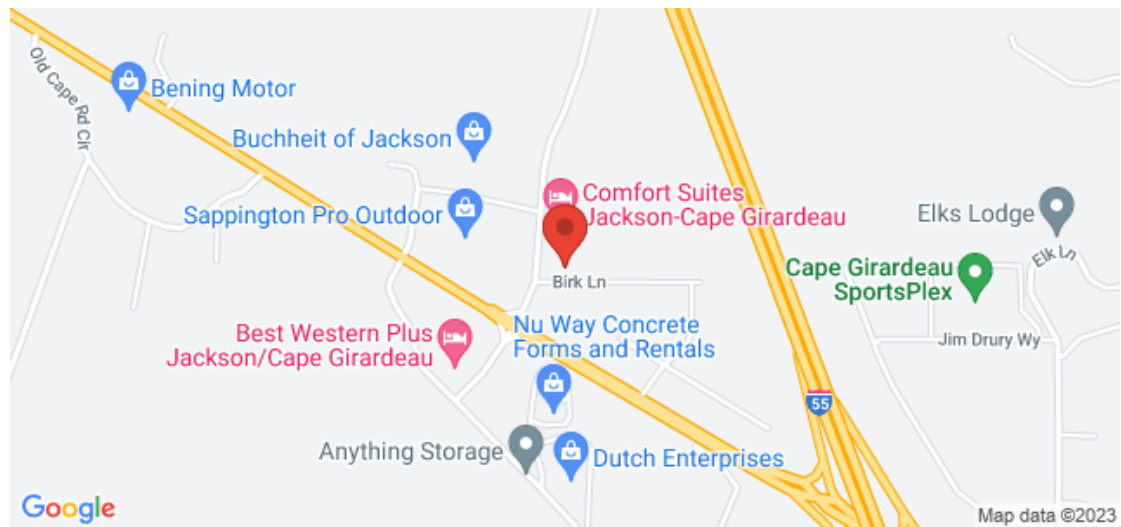 Old Cape Rd Cir
Bening Motor
Buchheit of Jackson
Comfort Suites
Jackson-Cape Girardeau
Sappington Pro Outdoor
Elks Lodge
Elk Ln
Cape Girardeau
SportsPlex
Birk Ln
Jim Drury Wy
Nu Way Concrete
Forms and Rentals
Best Western Plus
Jackson/Cape Girardeau
55
Anything Storage
Dutch Enterprises
Google
Map data ©2023